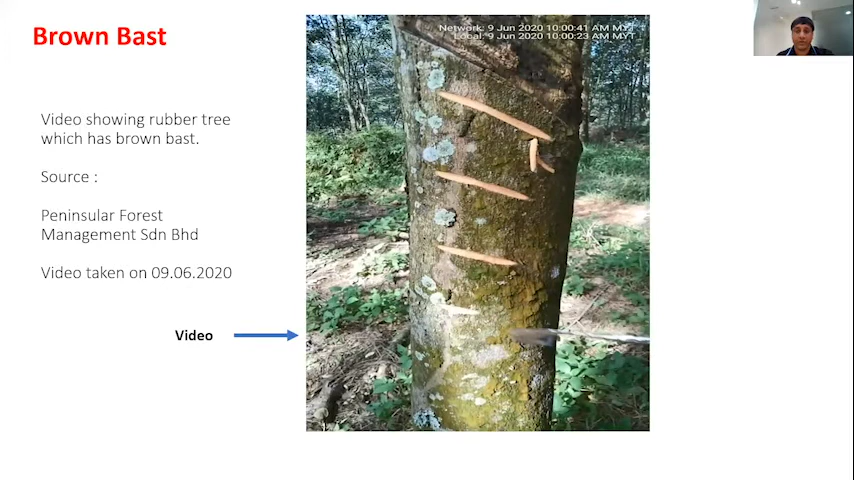 Brown Bast
Network: 9 Jun 2020 10:00:41 AM MYT
Local: 9 Jun 2020 10:00:23 AM MYT
Video showing rubber tree
which has brown bast.
Source :
Peninsular Forest
Management Sdn Bhd
Video taken on 09.06.2020
Video